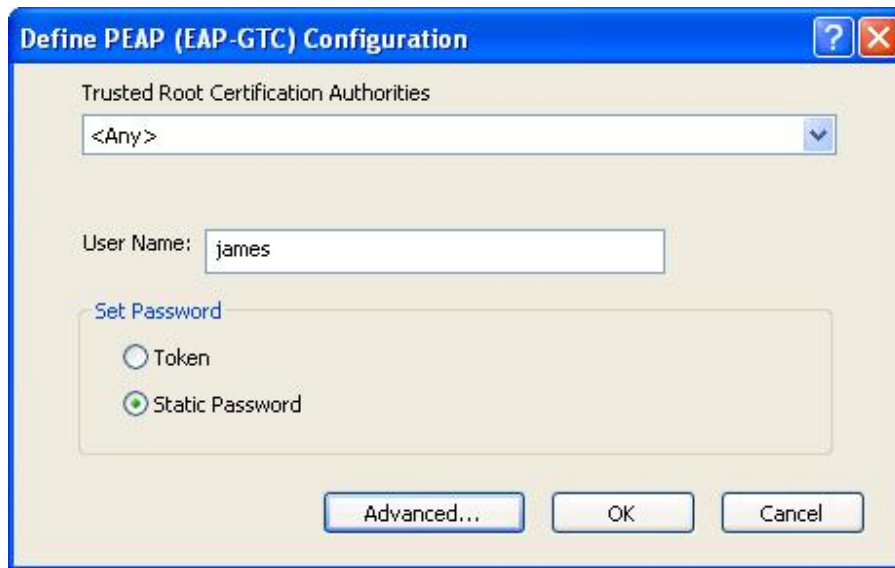 Define PEAP (EAP-GTC) Configuration
Trusted Root Certification Authorities
<Any>
User Name: james
Set Password
Token
Static Password
Advanced... OK Cancel